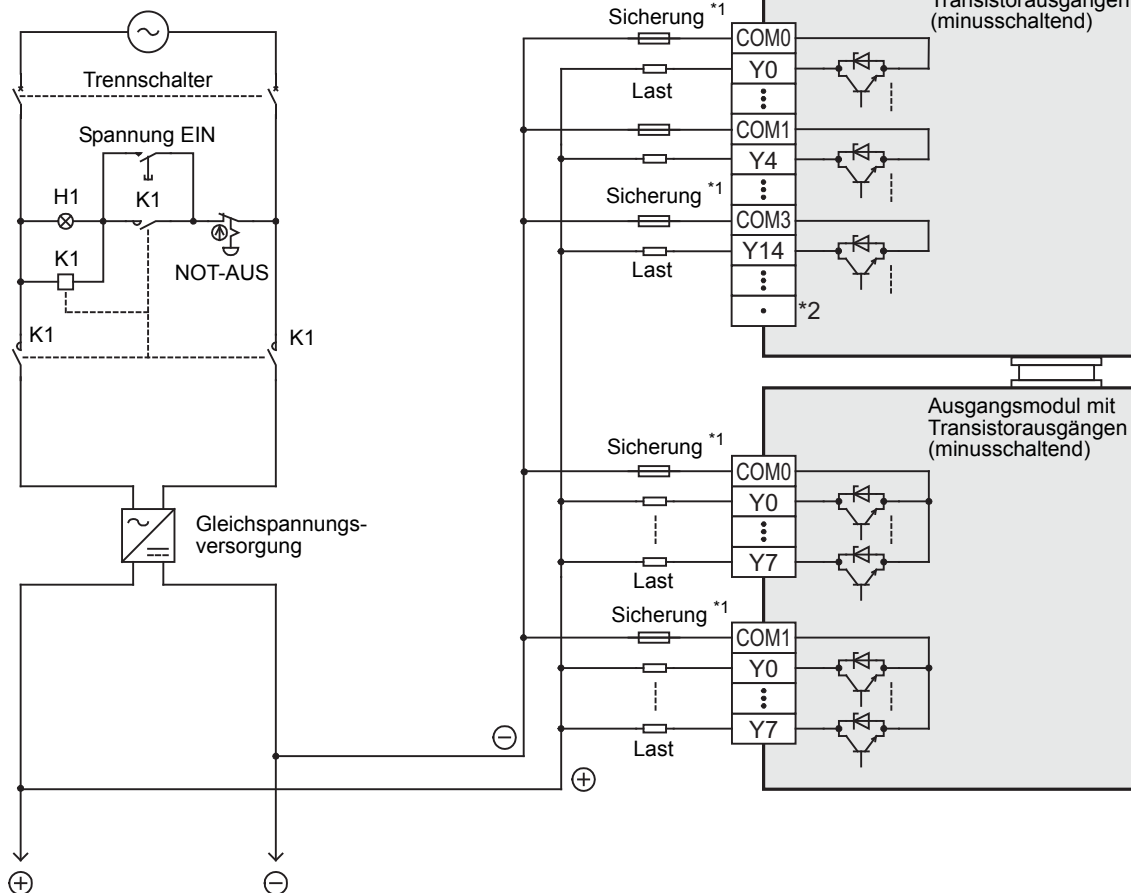 Transistorausgängen
(minusschaltend)
Sicherung *1
COM0
Y0
Last
COM1
Y4
Sicherung *1
COM3
Y14
Last
*2
Trennschalter
Spannung EIN
H1
K1
K1
NOT-AUS
K1
K1
Gleichspannungs-
versorgung
Ausgangsmodul mit
Transistorausgängen
(minusschaltend)
Sicherung *1
COM0
Y0
Y7
Last
Sicherung *1
COM1
Y0
Y7
Last